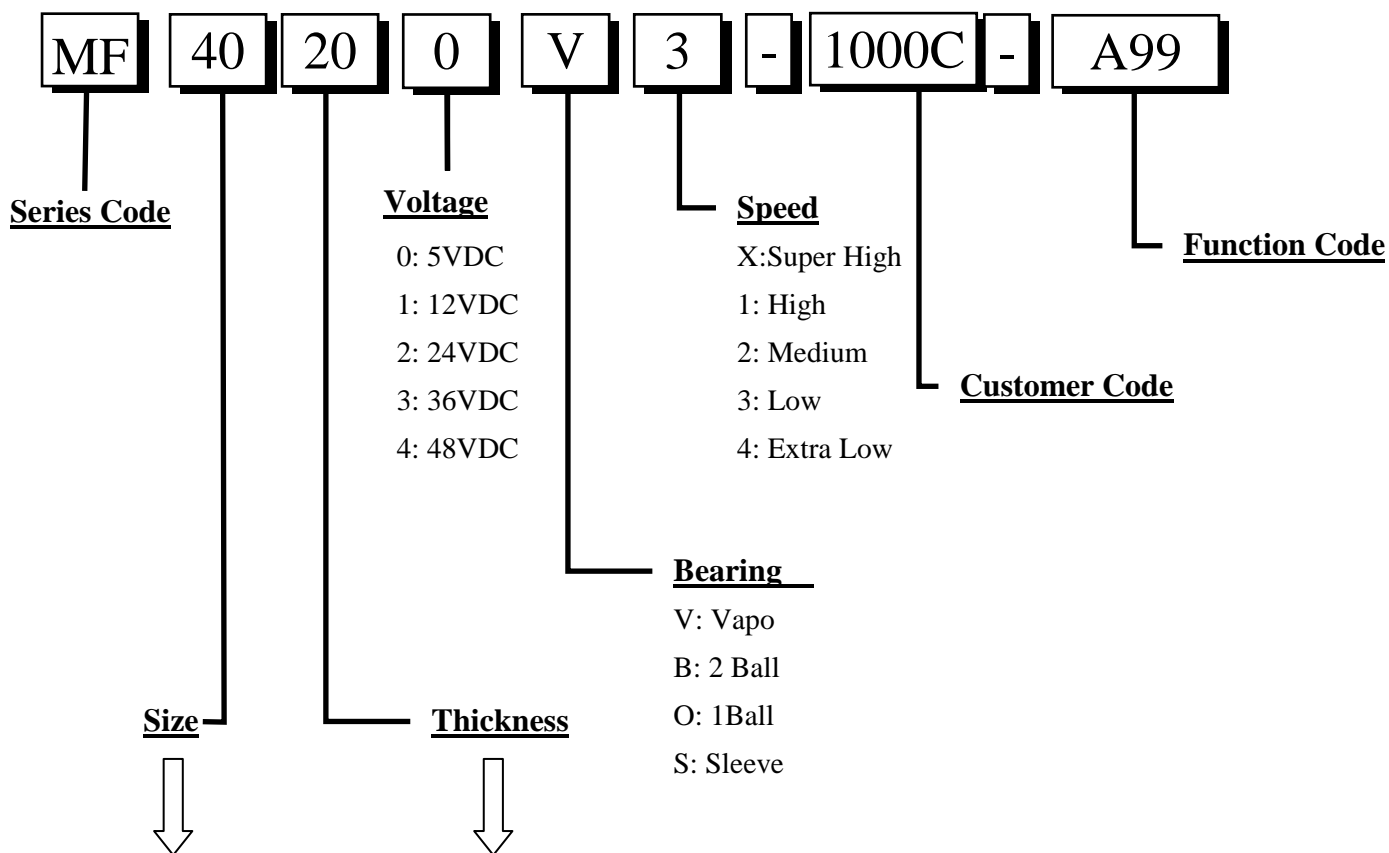 MF 40 20 0 V 3 - 1000C - A99
Series Code
Voltage
0: 5VDC
1: 12VDC
2: 24VDC
3: 36VDC
4: 48VDC
Speed
X:Super High
1: High
2: Medium
3: Low
4: Extra Low
Function Code
Customer Code
Bearing
V: Vapo
B: 2 Ball
O: 1Ball
S: Sleeve
Size
Thickness